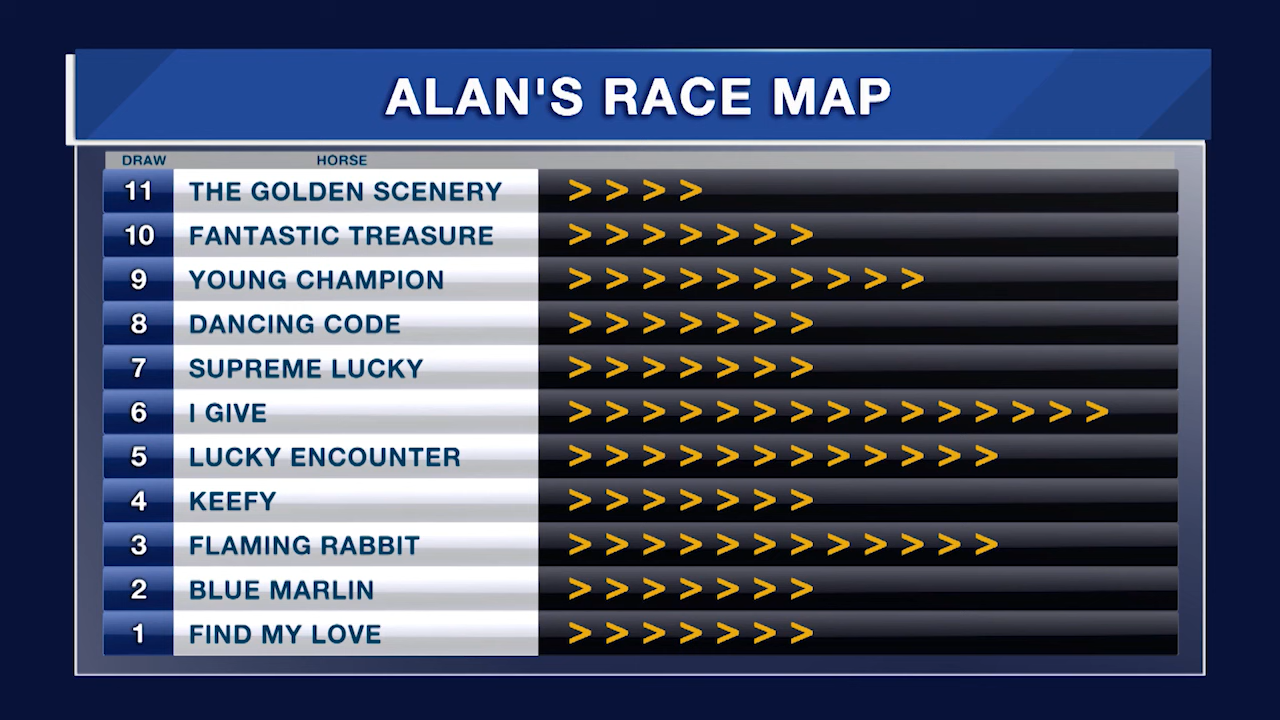 ALAN'S RACE MAP
DRAW HORSE
11 THE GOLDEN SCENERY > > > >
10 FANTASTIC TREASURE > > > > > > >
9 YOUNG CHAMPION > > > > > > > > > >
8 DANCING CODE > > > > > > >
7 SUPREME LUCKY > > > > > > >
6 I GIVE > > > > > > > > > > > > > > >
5 LUCKY ENCOUNTER > > > > > > > > > > > >
4 KEEFY > > > > > > >
3 FLAMING RABBIT > > > > > > > > > > > >
2 BLUE MARLIN > > > > > > >
1 FIND MY LOVE > > > > > > >